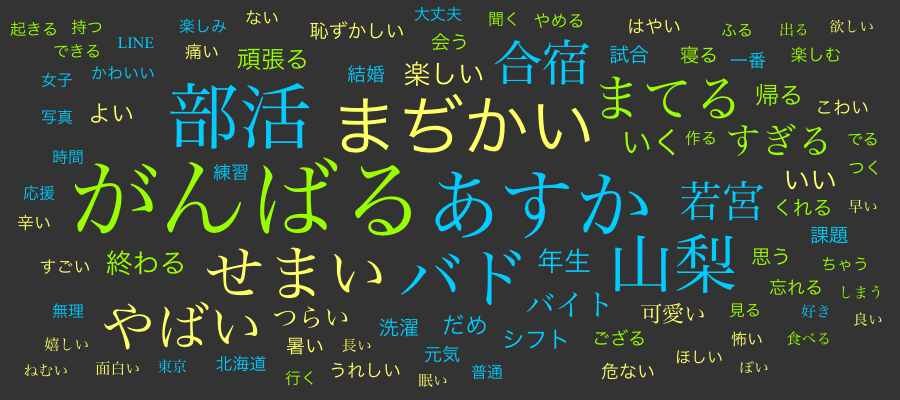 起きる 持つ LINE 楽しみ ない 恥ずかしい 大丈夫 聞く やめる はやい ふる 出る 欲しい
できる 痛い 頑張る 会う 合宿 試合 寝る 一番 楽しむ
女子 かわいい 結婚 楽しい まてる 帰る こわい
写真 よい 部活 まぢかい いく 作る すぎる でる
時間 練習 いい つく
応援 がんばる あすか 若宮 くれる 早い
辛い 課題
すごい 終わる せまい バド 年生 山梨 思う ちゃう
忘れる しまう
無理 やばい つらい 洗濯 だめ バイト 可愛い 見る 好き 良い
嬉しい 暑い 長い シフト ござる 怖い 食べる
ねむい 面白い 東京 北海道 行く うれしい 元気 眠い 普通 危ない ほしい ぽい